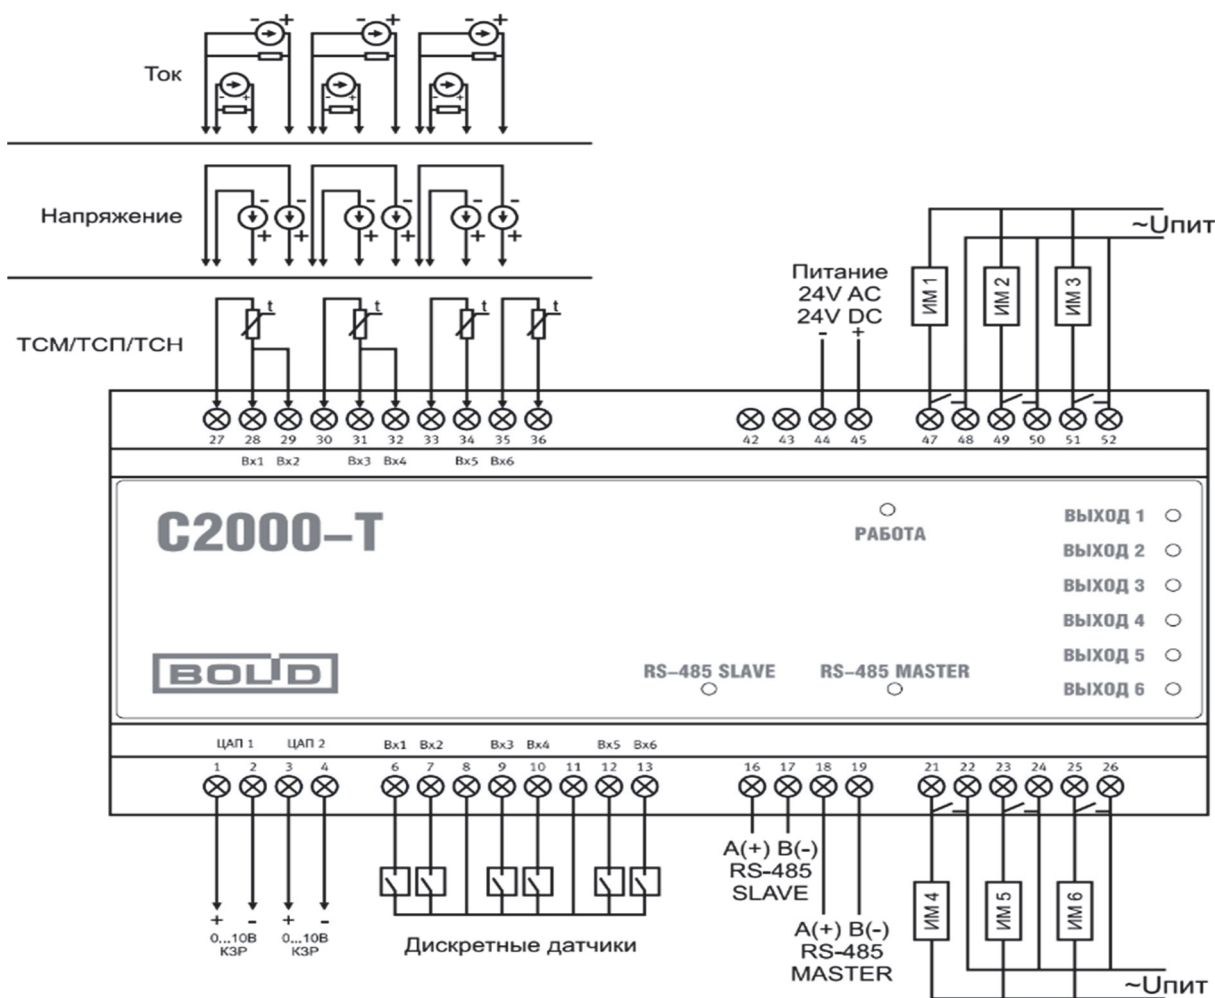 - + - + - +
Ток
- + - + - +
- - - - - -
Напряжение
+ + + + + +
~Uпит
Питание
24V AC
24V DC
- +
ИМ 1 ИМ 2 ИМ 3
t t t t
ТСМ/ТСП/ТСН
27 28 29 30 31 32 33 34 35 36 42 43 44 45 47 48 49 50 51 52
Вх1 Вх2 Вх3 Вх4 Вх5 Вх6
С2000-Т
РАБОТА
ВЫХОД 1
ВЫХОД 2
ВЫХОД 3
ВЫХОД 4
ВЫХОД 5
ВЫХОД 6
BOLID
RS-485 SLAVE RS-485 MASTER
ЦАП 1 ЦАП 2 Вх1 Вх2 Вх3 Вх4 Вх5 Вх6
1 2 3 4 6 7 8 9 10 11 12 13 16 17 18 19 21 22 23 24 25 26
A(+) B(-)
RS-485
SLAVE
A(+) B(-)
RS-485
MASTER
ИМ 4 ИМ 5 ИМ 6
+ - + -
0...10В 0...10В
КЗР КЗР
Дискретные датчики
~Uпит